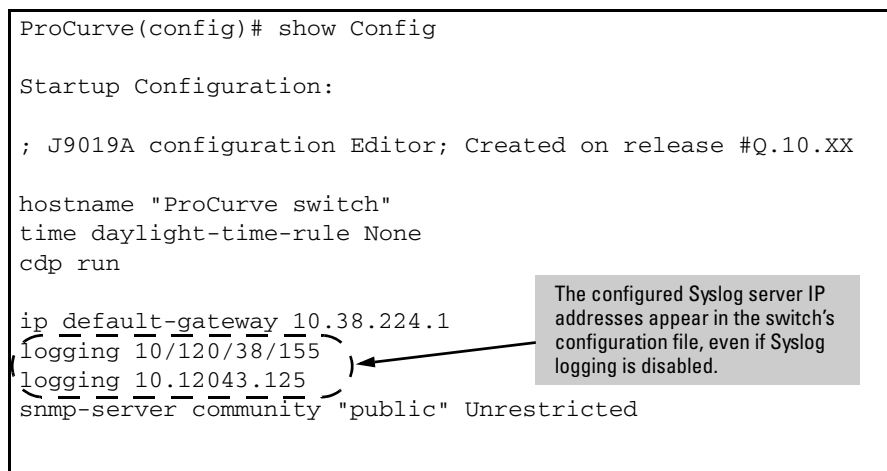 ProCurve(config)# show Config
Startup Configuration:
; J9019A configuration Editor; Created on release #Q.10.XX
hostname "ProCurve switch"
time daylight-time-rule None
cdp run
ip default-gateway 10.38.224.1
logging 10/120/38/155
logging 10.12043.125
snmp-server community "public" Unrestricted
The configured Syslog server IP
addresses appear in the switch's
configuration file, even if Syslog
logging is disabled.